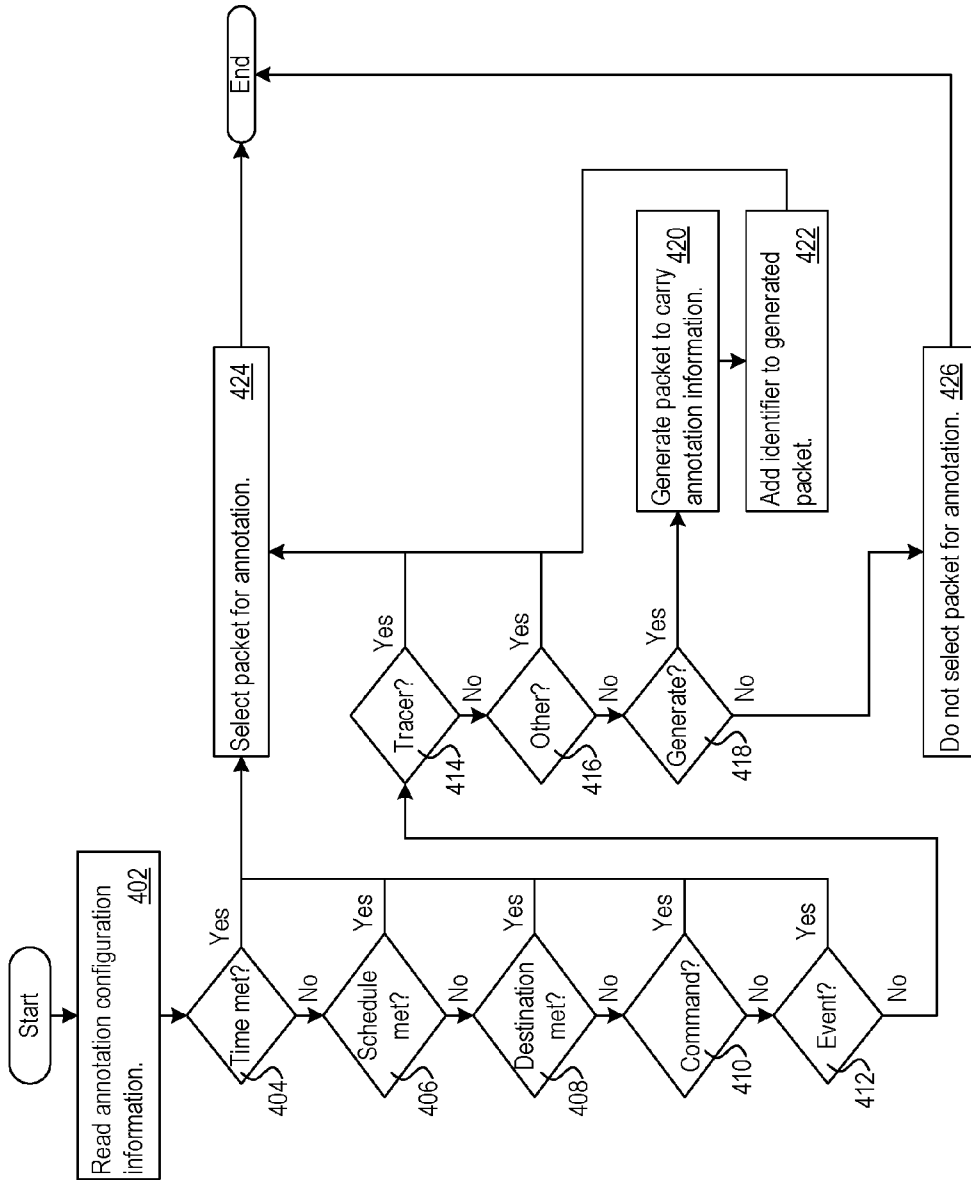 Start
Read annotation configuration
information.
402
Time met?
Yes
404
No
Schedule
met?
Yes
406
No
Destination
met?
Yes
408
No
Command?
Yes
410
No
Event?
Yes
412
No
Tracer?
Yes
414
No
Other?
Yes
416
No
Generate?
Yes
418
No
Generate packet to carry
annotation information.
420
Add identifier to generated
packet.
422
Select packet for annotation.
424
Do not select packet for annotation. 426
End